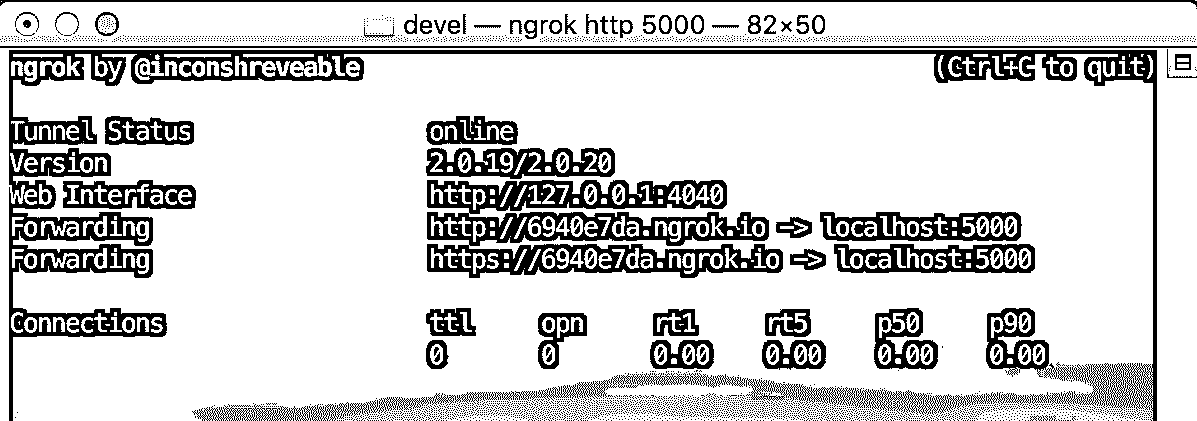 devel — ngrok http 5000 — 82×50
ngrok by @inconshreveable (Ctrl+C to quit)
Tunnel Status online
Version 2.0.19/2.0.20
Web Interface http://127.0.0.1:4040
Forwarding http://6940e7da.ngrok.io -> localhost:5000
Forwarding https://6940e7da.ngrok.io -> localhost:5000
Connections ttl opn rt1 rt5 p50 p90
0 0 0.00 0.00 0.00 0.00